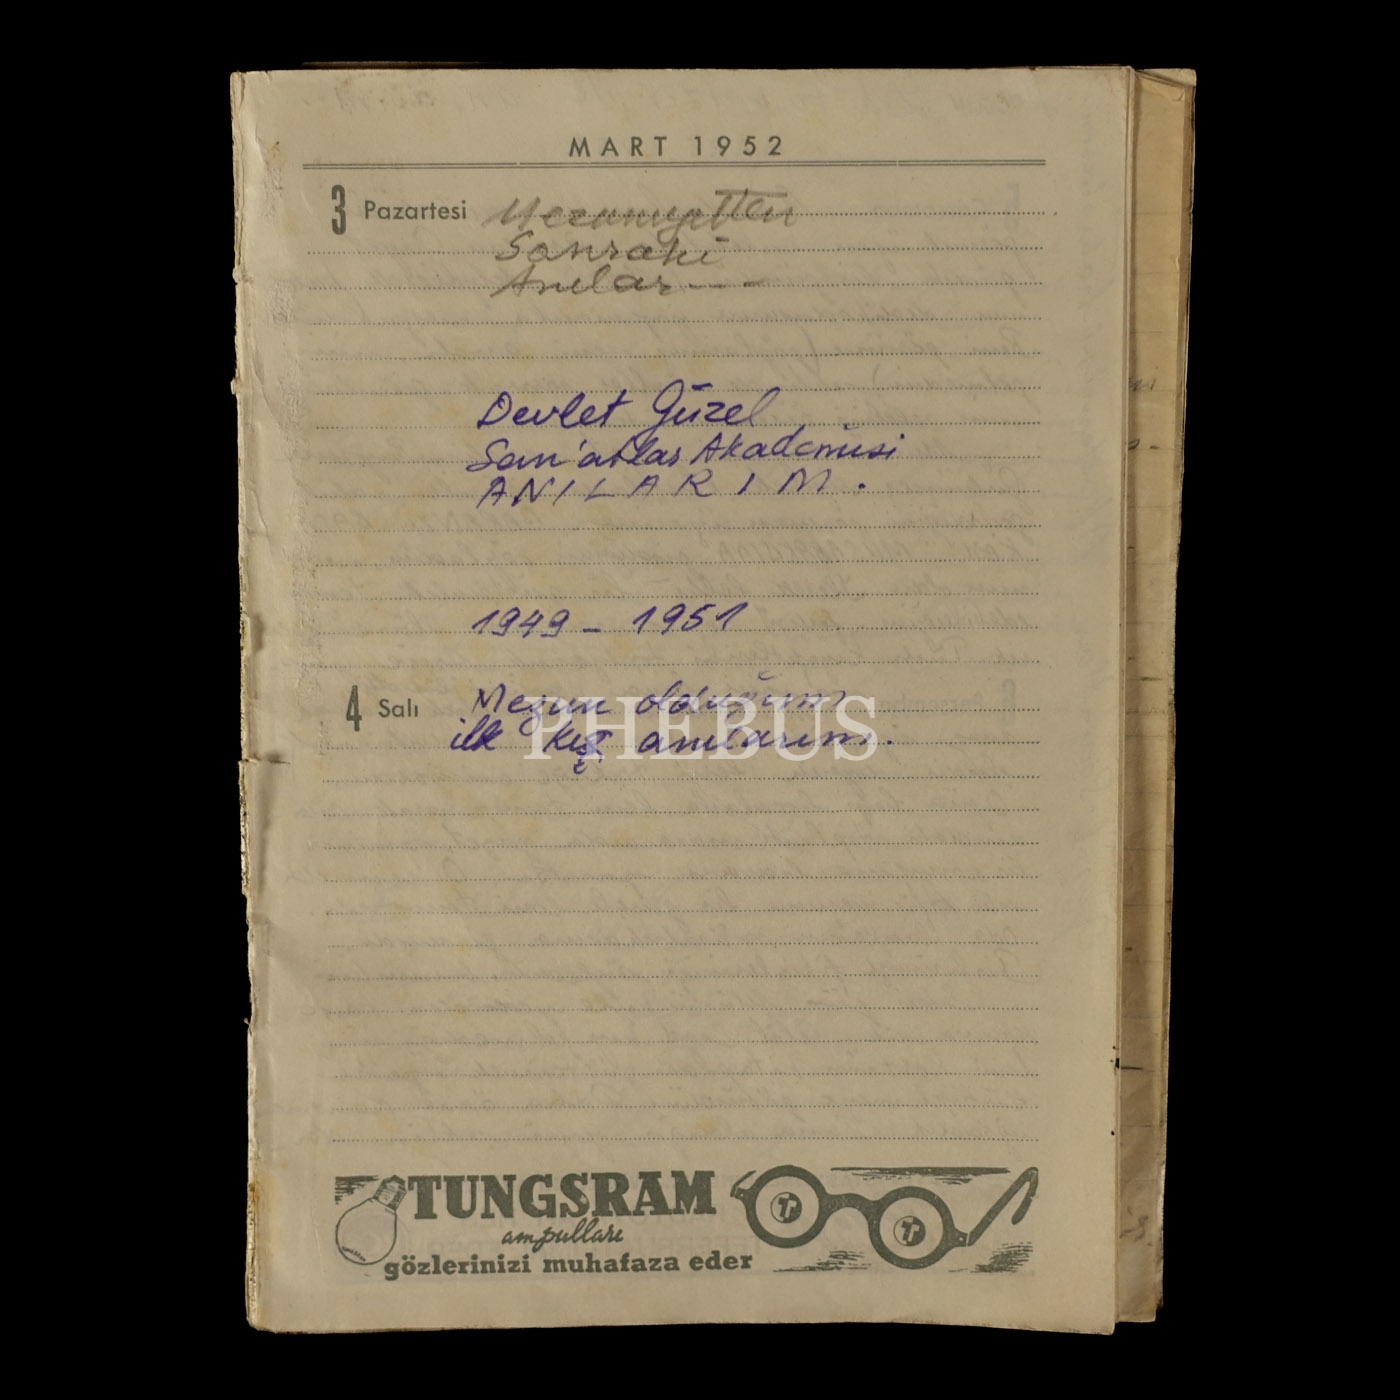 MART 1952
3 Pazartesi Mezuniyetten
Sonraki
Anılar---
Devlet Güzel
San'atlar Akademisi
ANILARIM.
1949 - 1951
4 Salı Mezun olduğum
ilk kış anılarım.
PHEBUS
TUNGSRAM
ampulları
gözlerinizi muhafaza eder